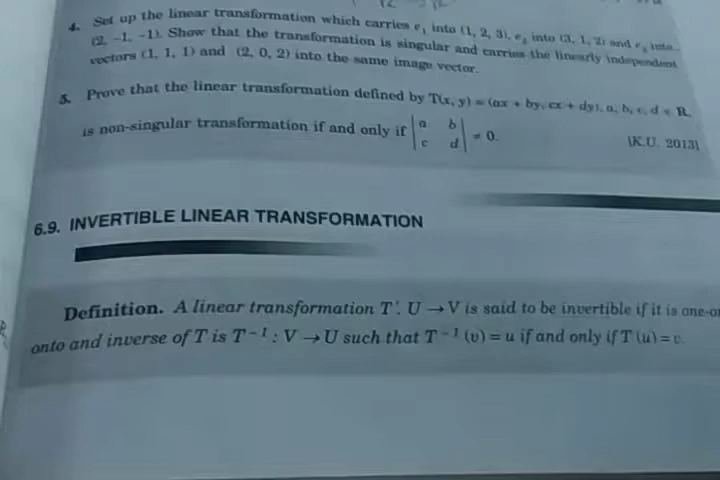 4. Set up the linear transformation which carries e₁ into (1, 2, 3), e₂ into (3, 1, 2) and e₃ into
(2, –1, –1). Show that the transformation is singular and carries the linearly independent
vectors (1, 1, 1) and (2, 0, 2) into the same image vector.
5. Prove that the linear transformation defined by T(x, y) = (ax + by, cx + dy), a, b, c, d ∈ R.
is non-singular transformation if and only if | a b | ≠ 0.
| c d |
[K.U. 2013]
6.9. INVERTIBLE LINEAR TRANSFORMATION
Definition. A linear transformation T : U → V is said to be invertible if it is one-
onto and inverse of T is T⁻¹ : V → U such that T⁻¹ (v) = u if and only if T (u) = v.